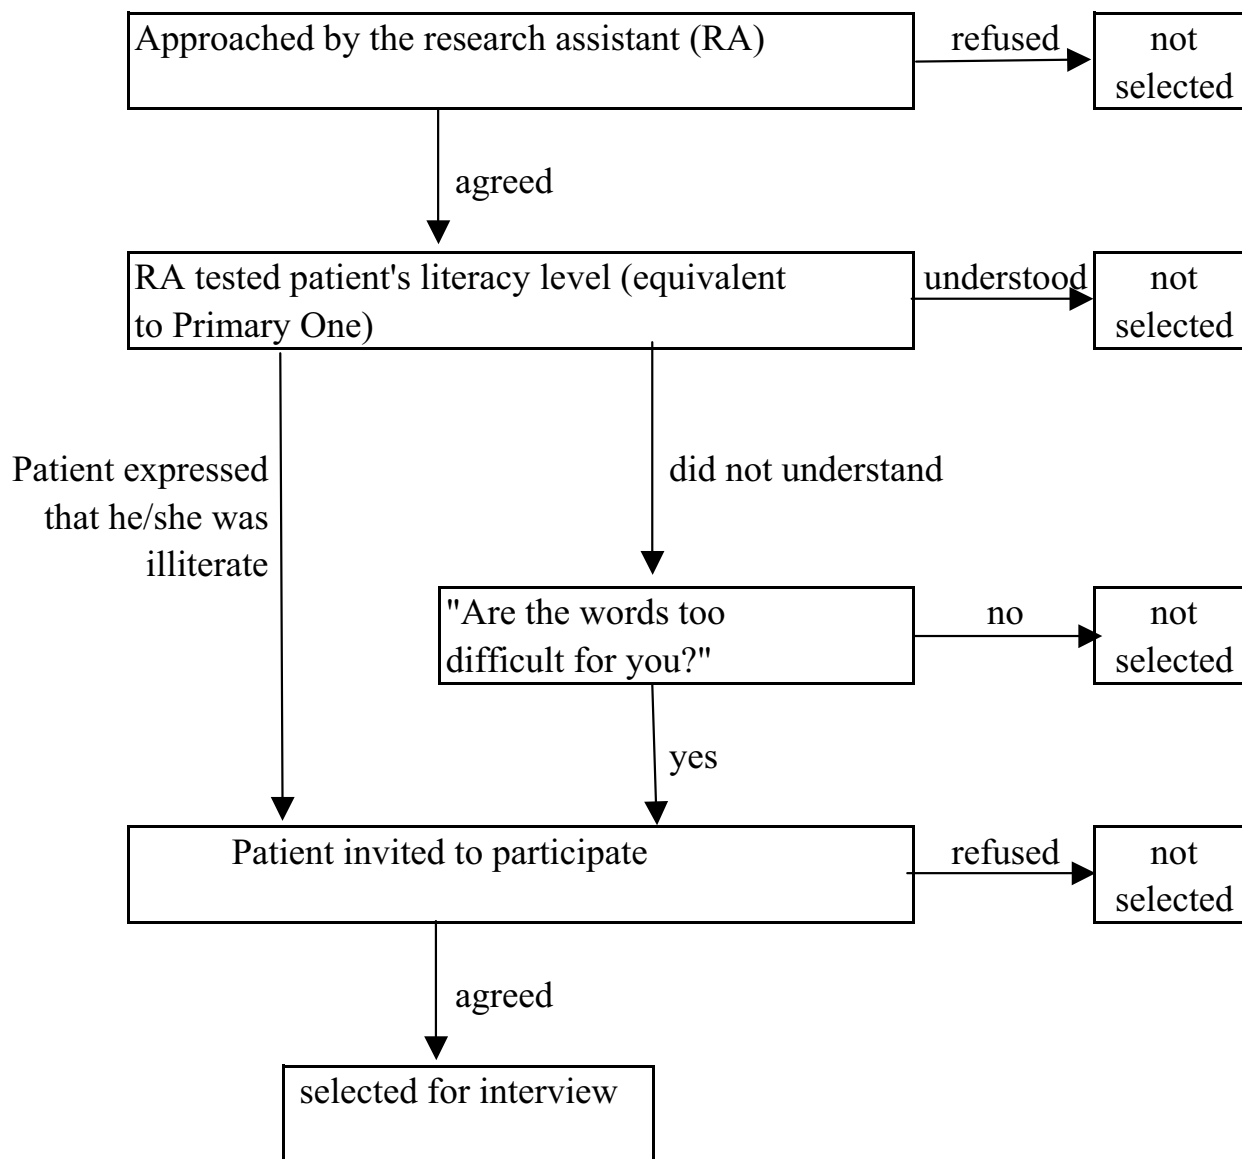 Approached by the research assistant (RA)
refused
not
selected
agreed
RA tested patient's literacy level (equivalent
to Primary One)
understood
not
selected
Patient expressed
that he/she was
illiterate
did not understand
"Are the words too
difficult for you?"
no
not
selected
yes
Patient invited to participate
refused
not
selected
agreed
selected for interview